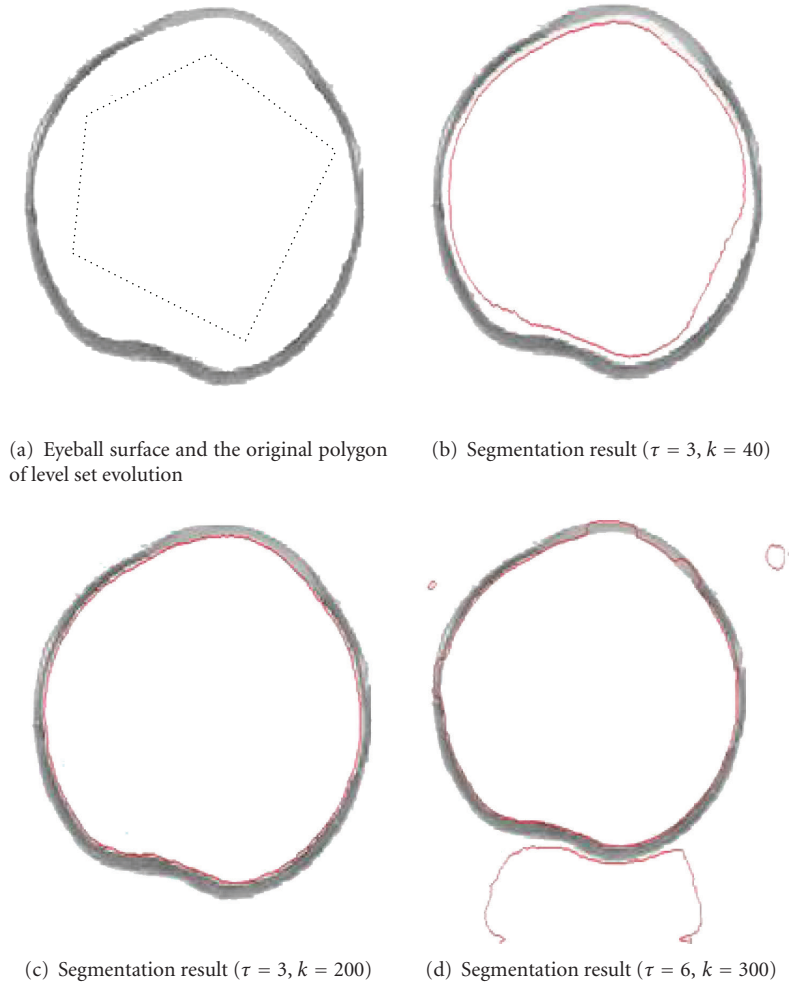 (a) Eyeball surface and the original polygon
of level set evolution
(b) Segmentation result (τ = 3, k = 40)
(c) Segmentation result (τ = 3, k = 200)
(d) Segmentation result (τ = 6, k = 300)